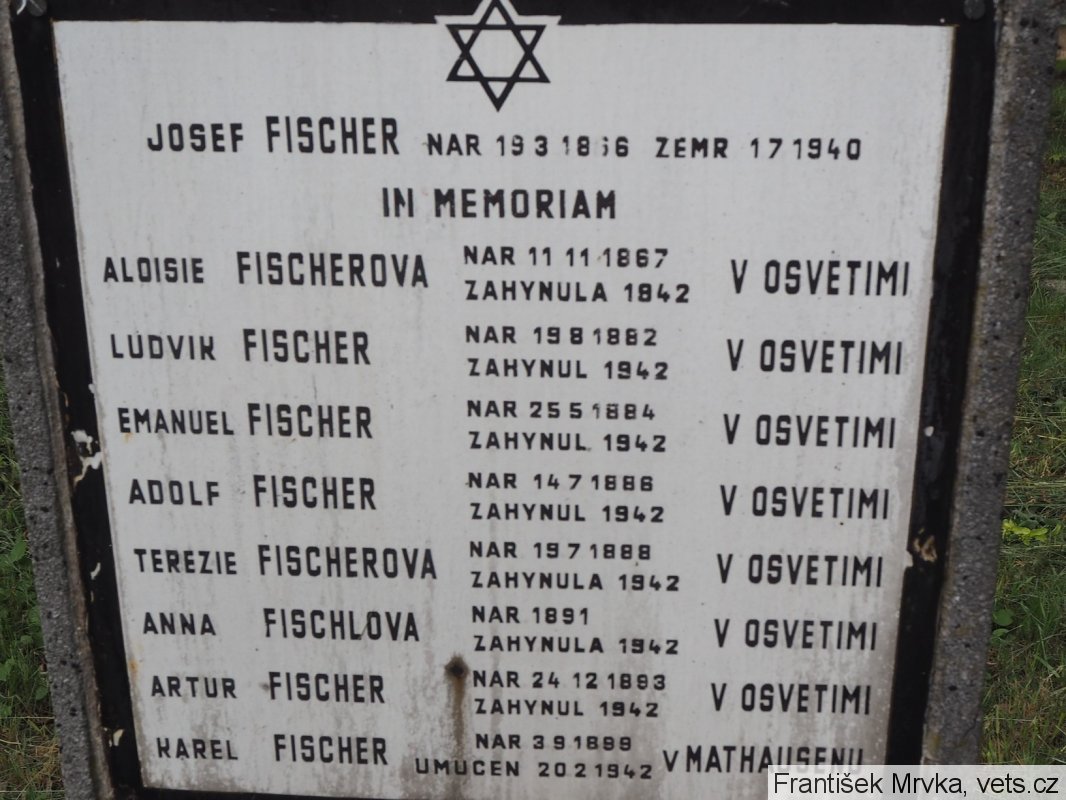 JOSEF FISCHER NAR 19 3 1866 ZEMR 1 7 1940
IN MEMORIAM
ALOISIE FISCHEROVA NAR 11 11 1867
ZAHYNULA 1942 V OSVETIMI
LUDVIK FISCHER NAR 19 8 1882
ZAHYNUL 1942 V OSVETIMI
EMANUEL FISCHER NAR 25 5 1884
ZAHYNUL 1942 V OSVETIMI
ADOLF FISCHER NAR 14 7 1886
ZAHYNUL 1942 V OSVETIMI
TEREZIE FISCHEROVA NAR 19 7 1888
ZAHYNULA 1942 V OSVETIMI
ANNA FISCHLOVA NAR 1891
ZAHYNULA 1942 V OSVETIMI
ARTUR FISCHER NAR 24 12 1893
ZAHYNUL 1942 V OSVETIMI
KAREL FISCHER NAR 3 9 1899
UMUCEN 20 2 1942 V MATHAUSENU
František Mrvka, vets.cz